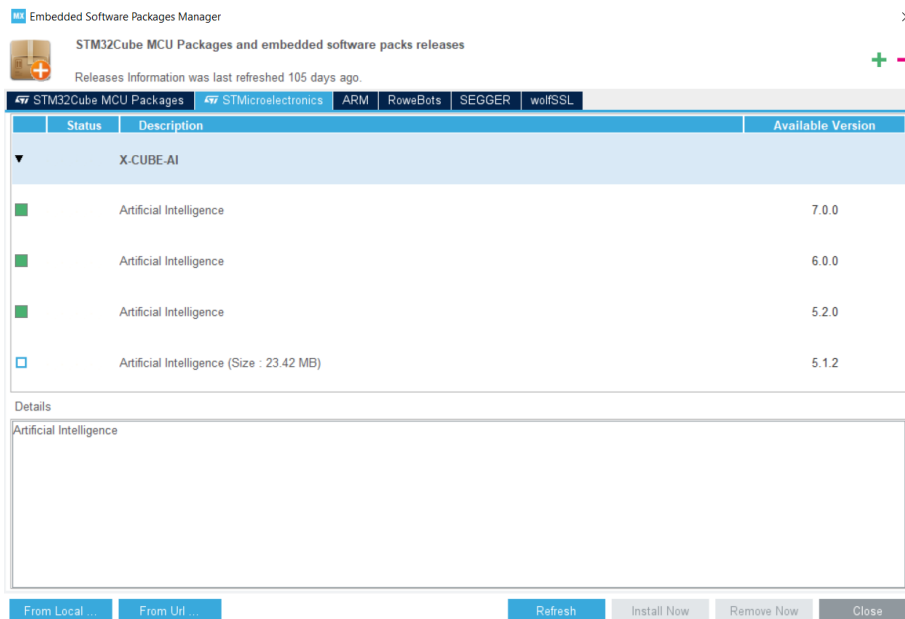 MX Embedded Software Packages Manager
STM32Cube MCU Packages and embedded software packs releases
Releases Information was last refreshed 105 days ago.
STM32Cube MCU Packages STMicroelectronics ARM RoweBots SEGGER wolfSSL
Status Description Available Version
X-CUBE-AI
Artificial Intelligence 7.0.0
Artificial Intelligence 6.0.0
Artificial Intelligence 5.2.0
Artificial Intelligence (Size : 23.42 MB) 5.1.2
Details
Artificial Intelligence
From Local ... From Url ... Refresh Install Now Remove Now Close